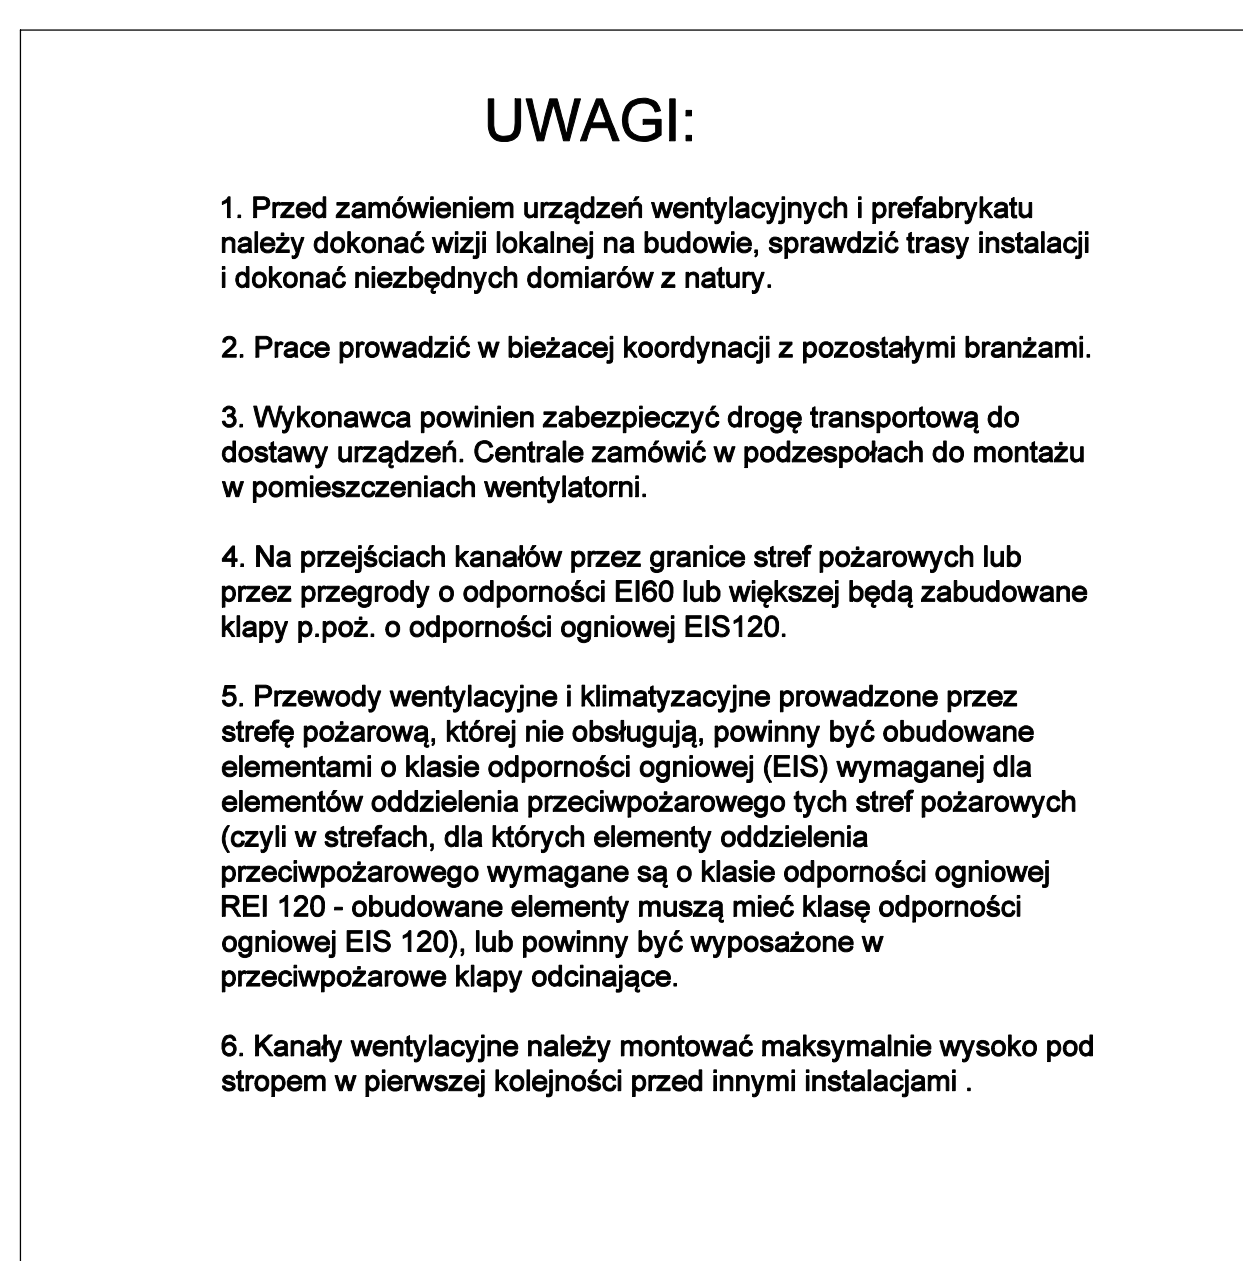 UWAGI:
1. Przed zamówieniem urządzeń wentylacyjnych i prefabrykatu
należy dokonać wizji lokalnej na budowie, sprawdzić trasy instalacji
i dokonać niezbędnych domiarów z natury.
2. Prace prowadzić w bieżacej koordynacji z pozostałymi branżami.
3. Wykonawca powinien zabezpieczyć drogę transportową do
dostawy urządzeń. Centrale zamówić w podzespołach do montażu
w pomieszczeniach wentylatorni.
4. Na przejściach kanałów przez granice stref pożarowych lub
przez przegrody o odporności EI60 lub większej będą zabudowane
klapy p.poż. o odporności ogniowej EIS120.
5. Przewody wentylacyjne i klimatyzacyjne prowadzone przez
strefę pożarową, której nie obsługują, powinny być obudowane
elementami o klasie odporności ogniowej (EIS) wymaganej dla
elementów oddzielenia przeciwpożarowego tych stref pożarowych
(czyli w strefach, dla których elementy oddzielenia
przeciwpożarowego wymagane są o klasie odporności ogniowej
REI 120 - obudowane elementy muszą mieć klasę odporności
ogniowej EIS 120), lub powinny być wyposażone w
przeciwpożarowe klapy odcinające.
6. Kanały wentylacyjne należy montować maksymalnie wysoko pod
stropem w pierwszej kolejności przed innymi instalacjami .